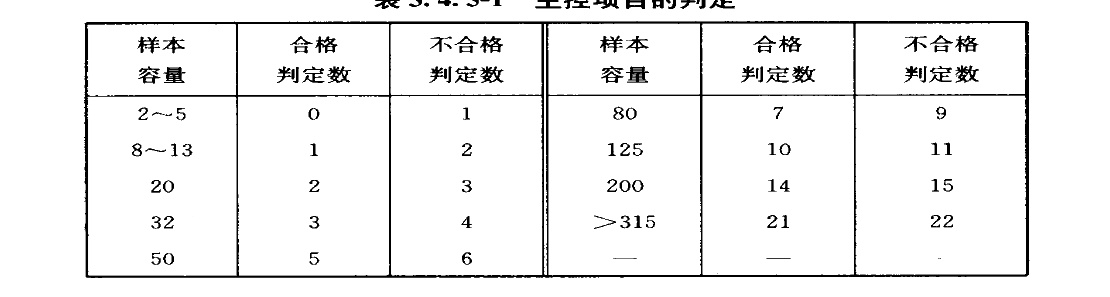 表3.4.3-1 主控项目的判定
样本 合格 不合格 样本 合格 不合格
容量 判定数 判定数 容量 判定数 判定数
2～5 0 1 80 7 9
8～13 1 2 125 10 11
20 2 3 200 14 15
32 3 4 ＞315 21 22
50 5 6 — —